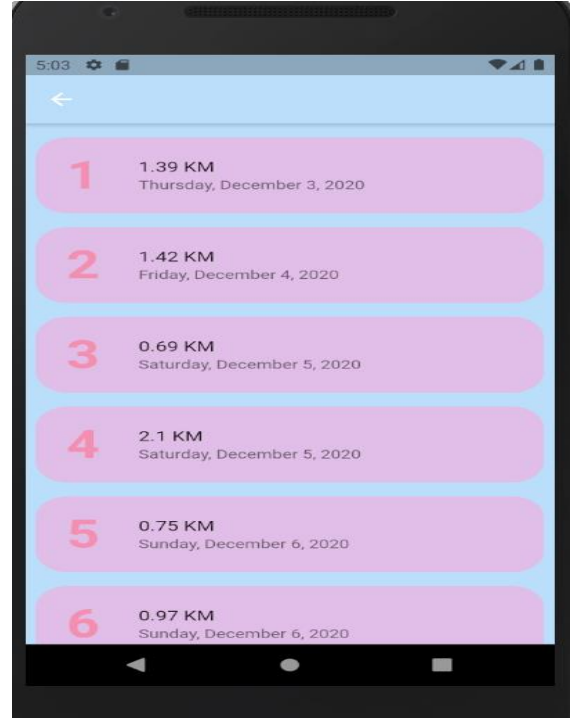 5:03
1
1.39 KM
Thursday, December 3, 2020
2
1.42 KM
Friday, December 4, 2020
3
0.69 KM
Saturday, December 5, 2020
4
2.1 KM
Saturday, December 5, 2020
5
0.75 KM
Sunday, December 6, 2020
6
0.97 KM
Sunday, December 6, 2020